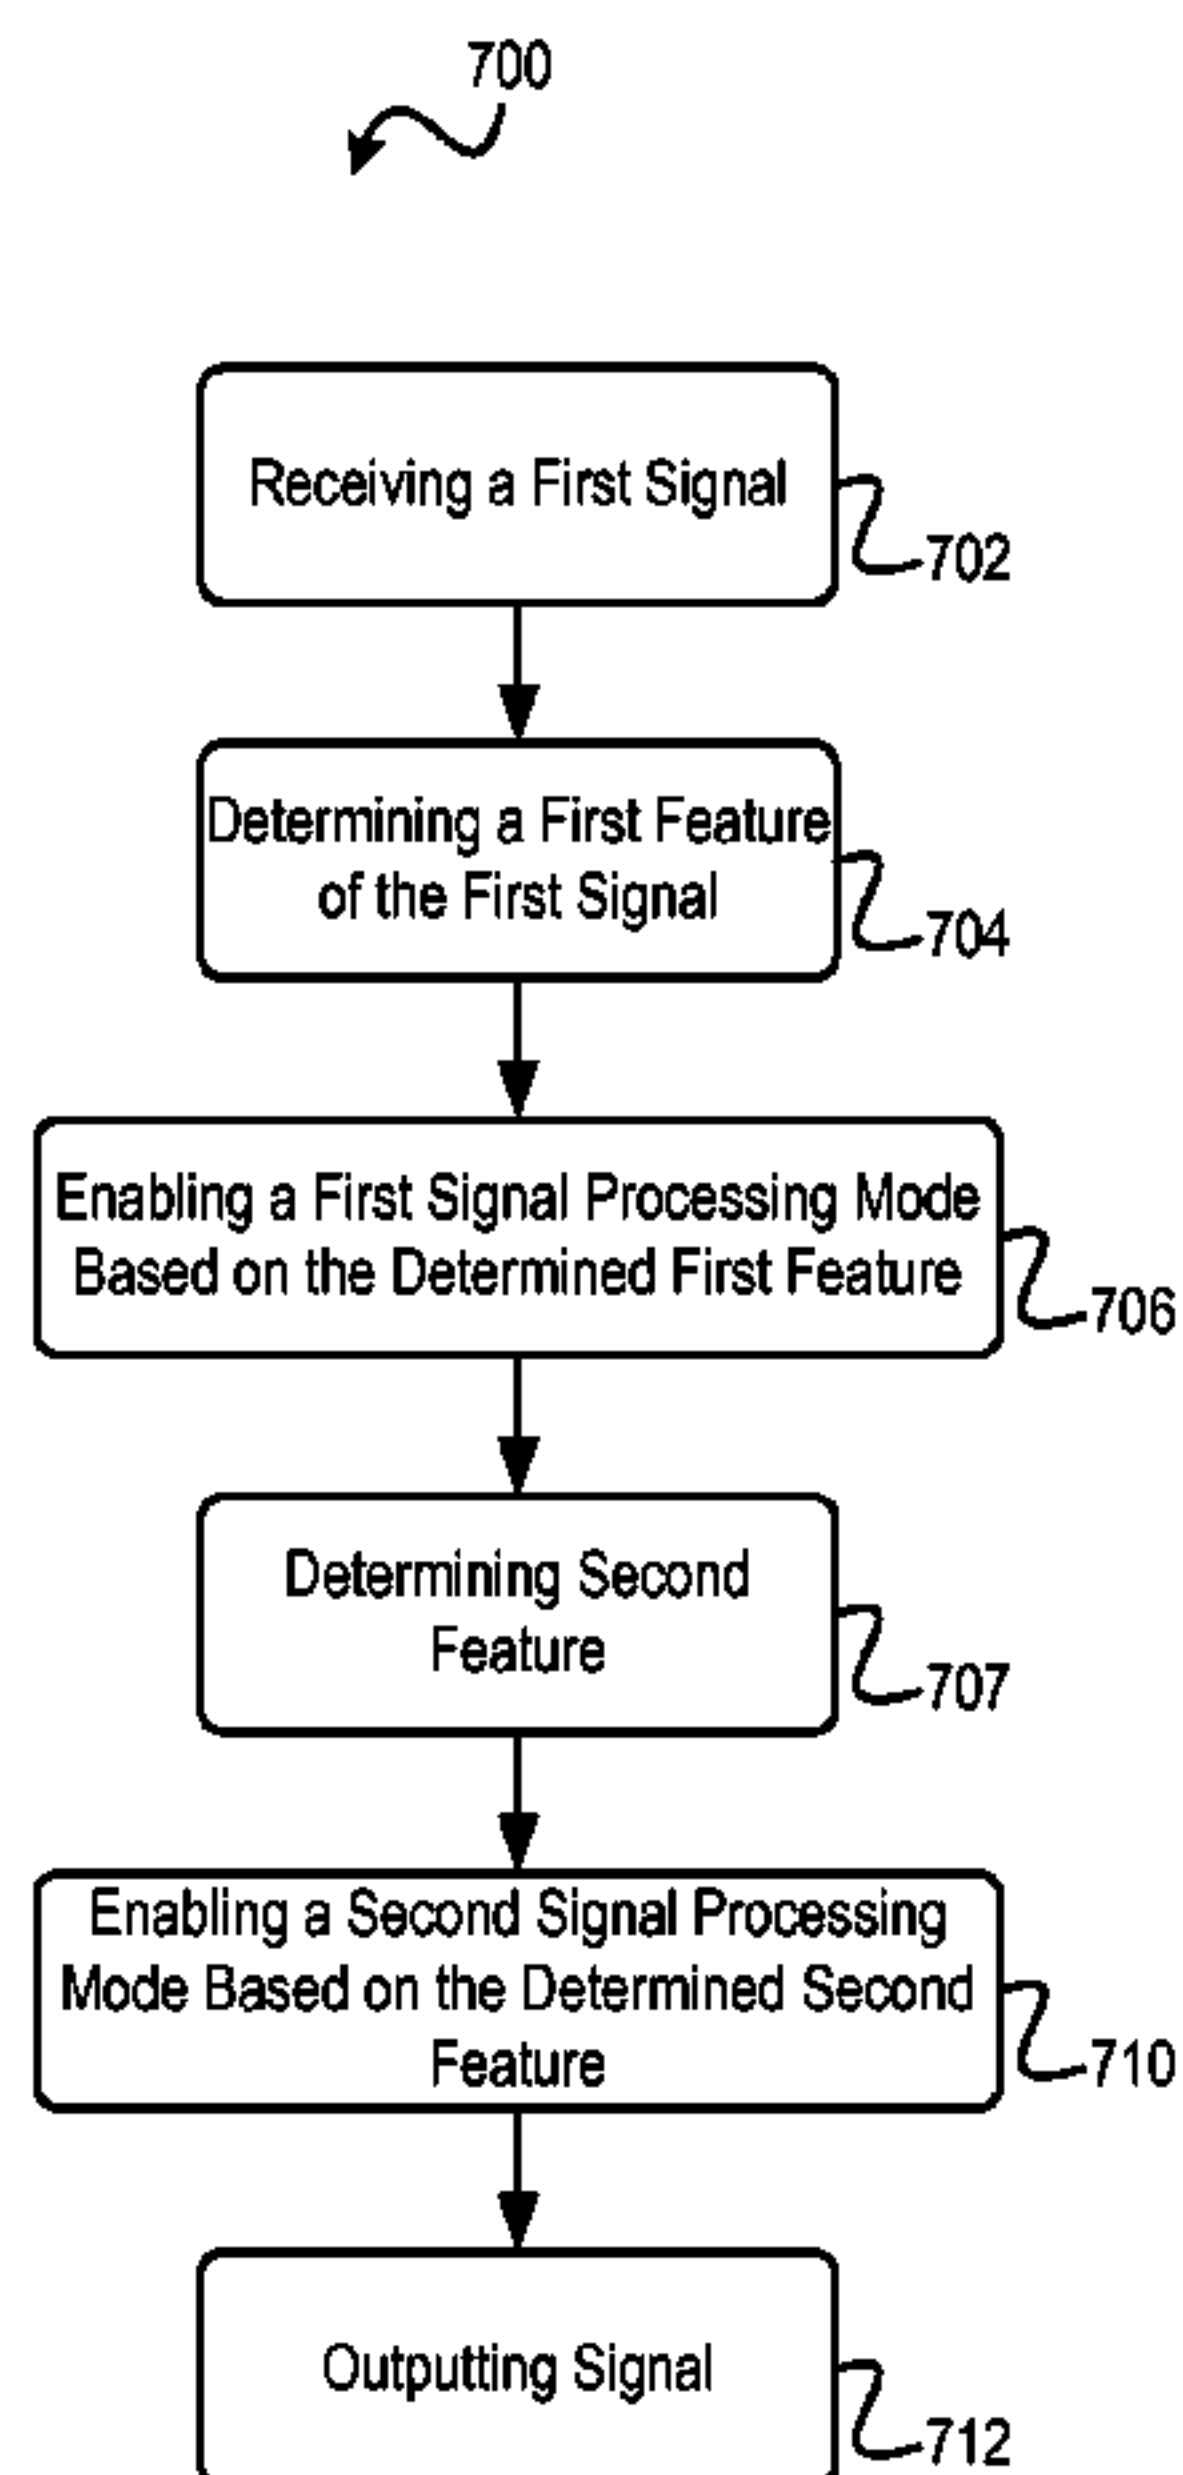 700
Receiving a First Signal
702
Determining a First Feature
of the First Signal
704
Enabling a First Signal Processing Mode
Based on the Determined First Feature
706
Determining Second
Feature
707
Enabling a Second Signal Processing
Mode Based on the Determined Second
Feature
710
Outputting Signal
712